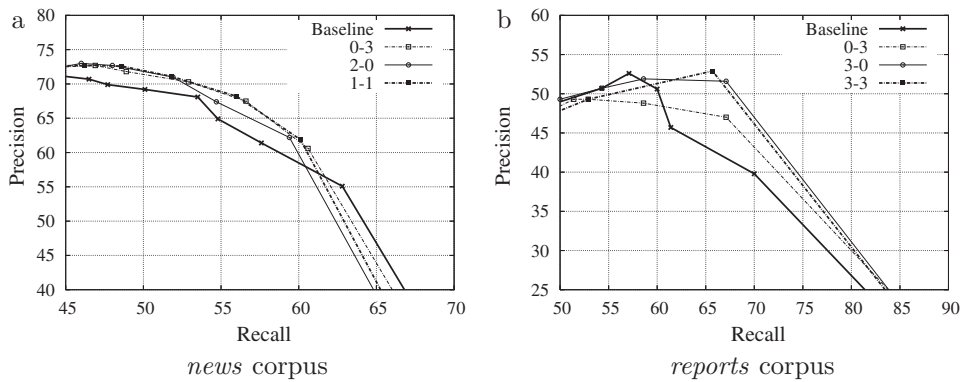 a
Precision
80
75
70
65
60
55
50
45
40
45 50 55 60 65 70
Recall
Baseline
0-3
2-0
1-1
news corpus
b
Precision
60
55
50
45
40
35
30
25
50 55 60 65 70 75 80 85 90
Recall
Baseline
0-3
3-0
3-3
reports corpus